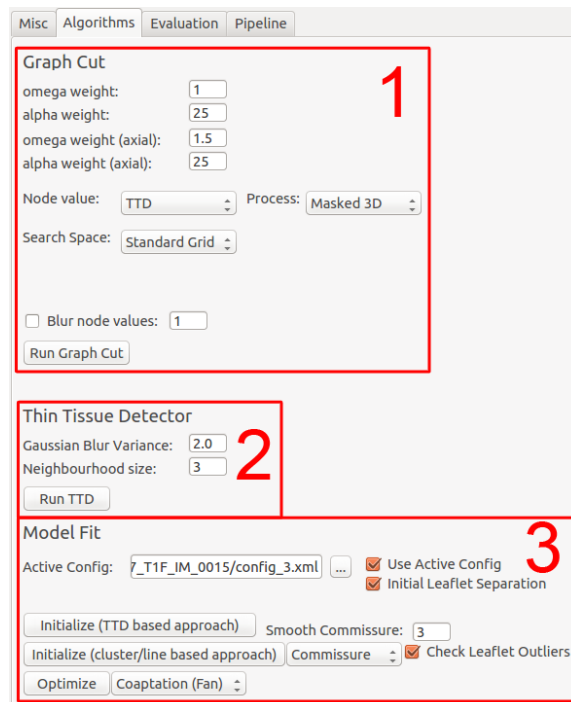 Misc Algorithms Evaluation Pipeline
Graph Cut
1
omega weight: 1
alpha weight: 25
omega weight (axial): 1.5
alpha weight (axial): 25
Node value: TTD Process: Masked 3D
Search Space: Standard Grid
Blur node values: 1
Run Graph Cut
Thin Tissue Detector
2
Gaussian Blur Variance: 2.0
Neighbourhood size: 3
Run TTD
Model Fit
3
Active Config: 7_T1F_IM_0015/config_3.xml ... Use Active Config
Initial Leaflet Separation
Initialize (TTD based approach) Smooth Commissure: 3
Initialize (cluster/line based approach) Commissure Check Leaflet Outliers
Optimize Coaptation (Fan)